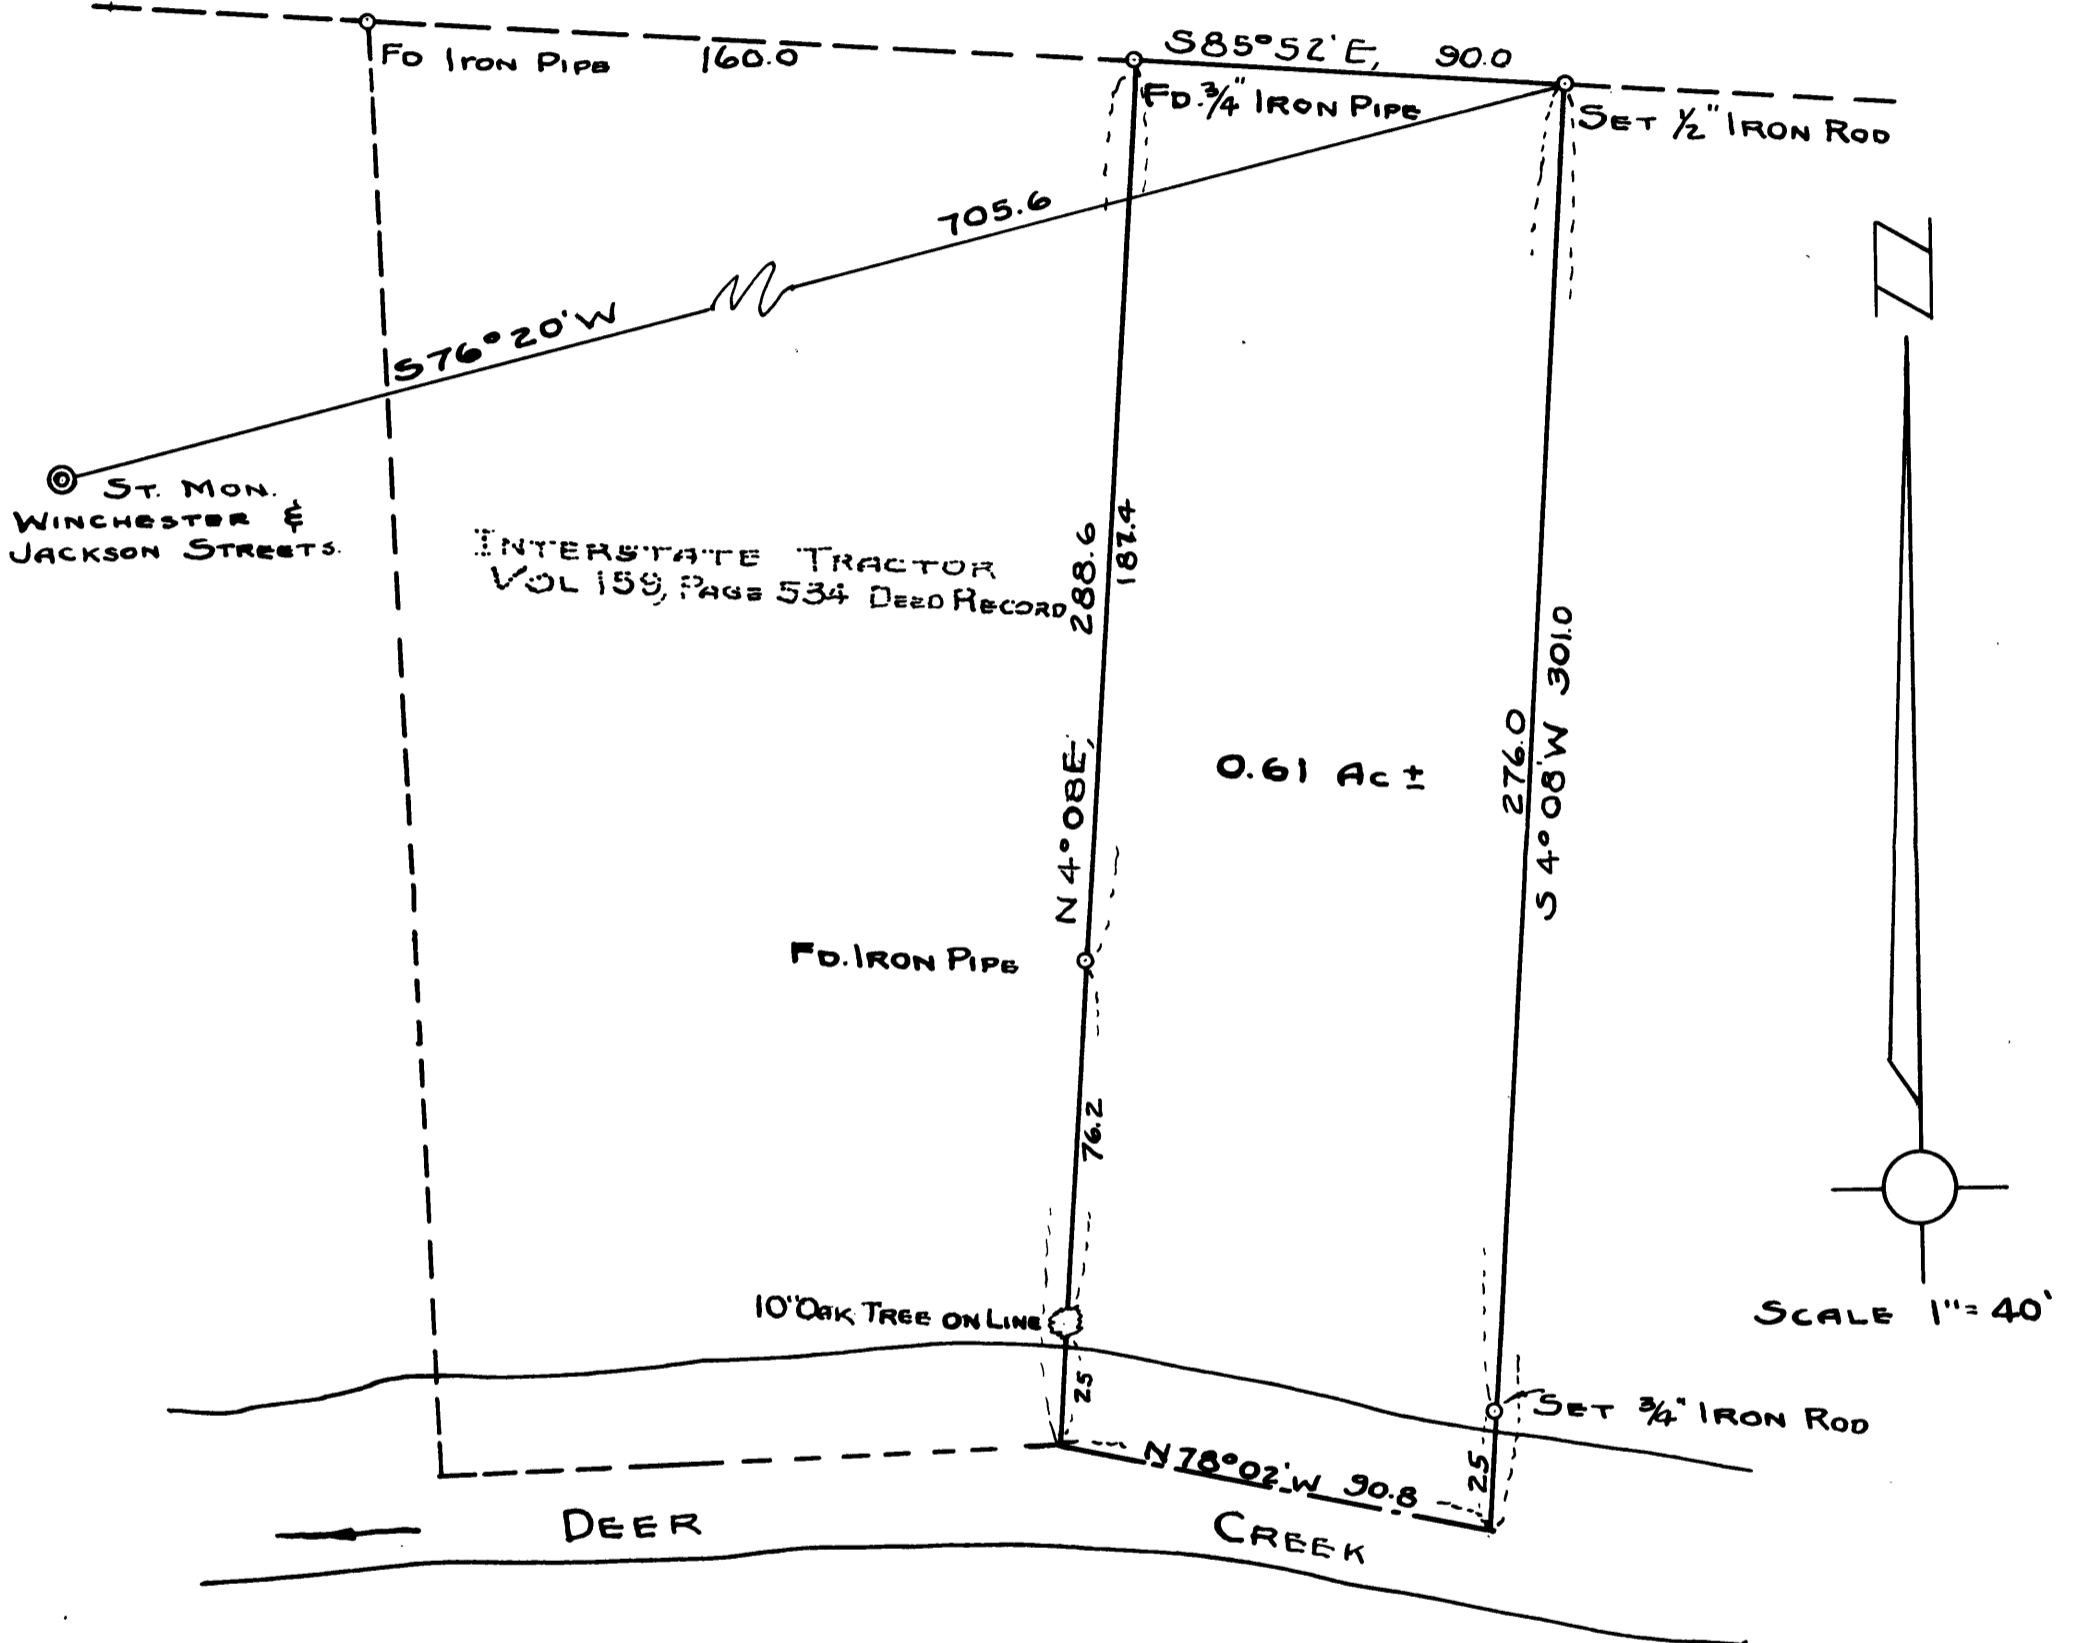 S85°52'E, 90.0
FD IRON PIPE 160.0
FD. 3/4" IRON PIPE
SET 1/2" IRON ROD
705.6
S76°20'W
ST. MON.
WINCHESTER &
JACKSON STREETS.
INTERSTATE TRACTOR
VOL 159, PAGE 534 DEED RECORD
N 4°08'E, 288.6
187.4
276.0
S 4°08'W 301.0
0.61 AC ±
FD. IRON PIPE
76.2
10" OAK TREE ON LINE
25
SCALE 1"=40'
SET 3/4" IRON ROD
25
N78°02'W 90.8
DEER CREEK
N